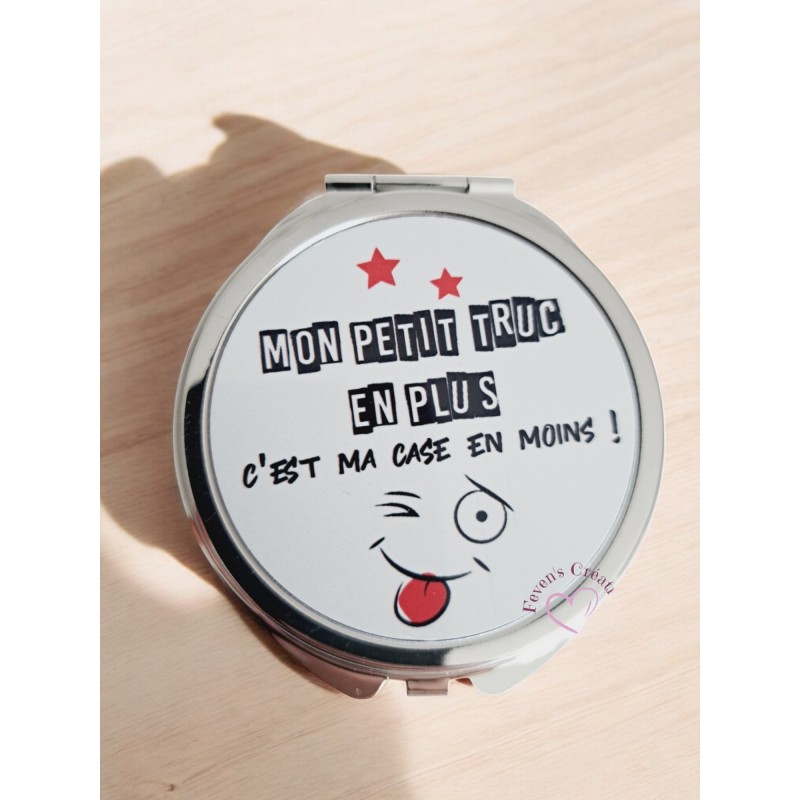 MON PETIT TRUC
EN PLUS
C'EST MA CASE EN MOINS !
Feven's Créati